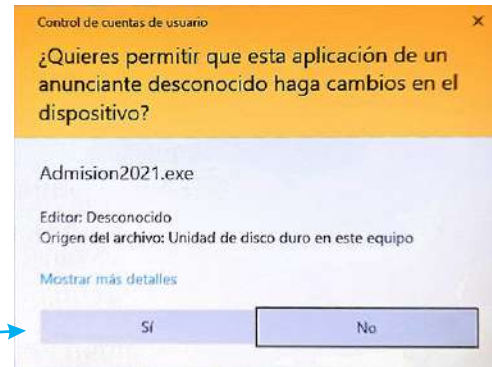 Control de cuentas de usuario
¿Quieres permitir que esta aplicación de un
anunciante desconocido haga cambios en el
dispositivo?
Admision2021.exe
Editor: Desconocido
Origen del archivo: Unidad de disco duro en este equipo
Mostrar más detalles
Sí
No